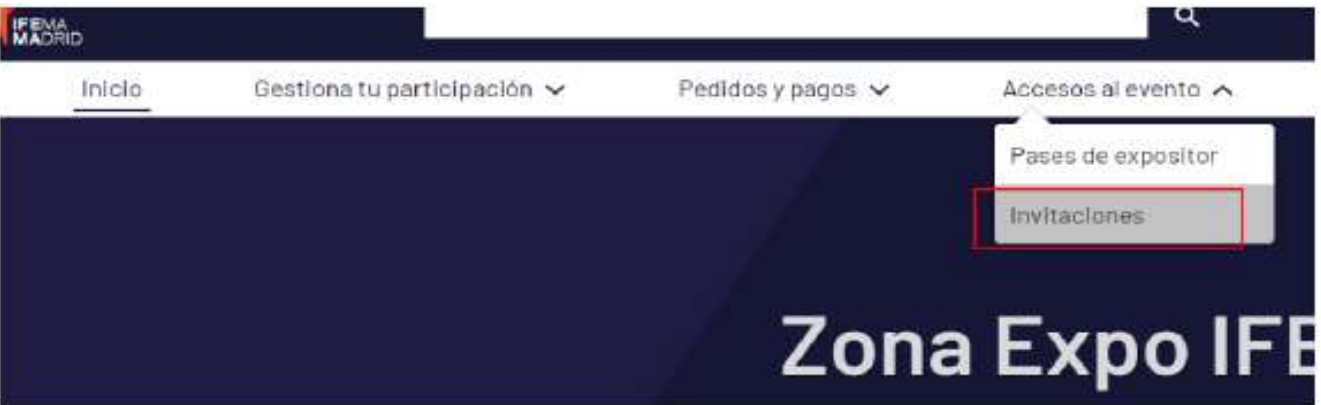 IFEMA
MADRID
Inicio Gestiona tu participación Pedidos y pagos Accesos al evento
Pases de expositor
Invitaciones
Zona Expo IFE